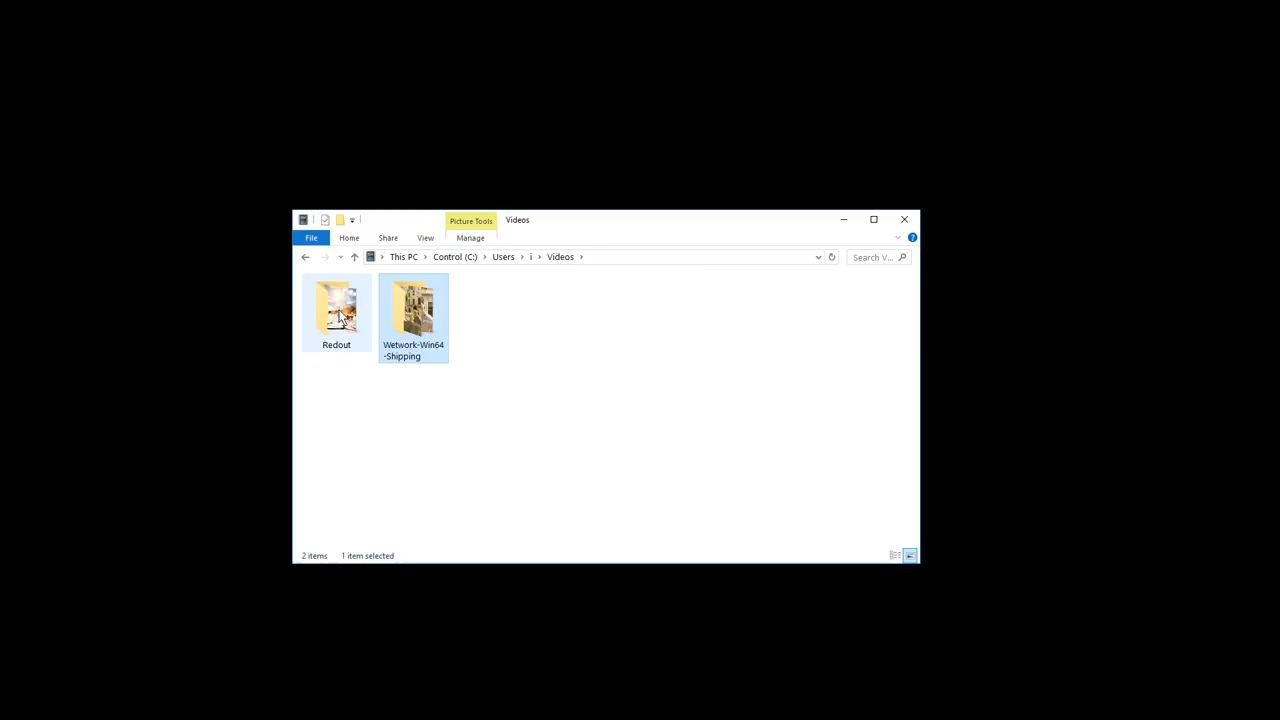 Picture Tools
Videos
File
Home
Share
View
Manage
This PC
Control (C:)
Users
i
Videos
Search V...
Redout
Wetwork-Win64
-Shipping
2 items
1 item selected